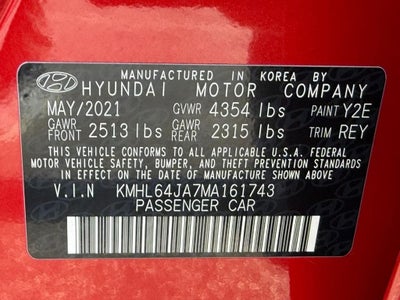 MANUFACTURED IN KOREA BY
HYUNDAI MOTOR COMPANY
MAY/2021 GVWR 4354 lbs PAINT Y2E
GAWR FRONT 2513 lbs GAWR REAR 2315 lbs TRIM REY
THIS VEHICLE CONFORMS TO ALL APPLICABLE U.S.A.FEDERAL
MOTOR VEHICLE SAFETY, BUMPER, AND THEFT PREVENTION
STANDARDS IN EFFECT ON THE DATE OF MANUFACTURE SHOWN ABOVE.
V.I.N KMHL64JA7MA161743
PASSENGER CAR